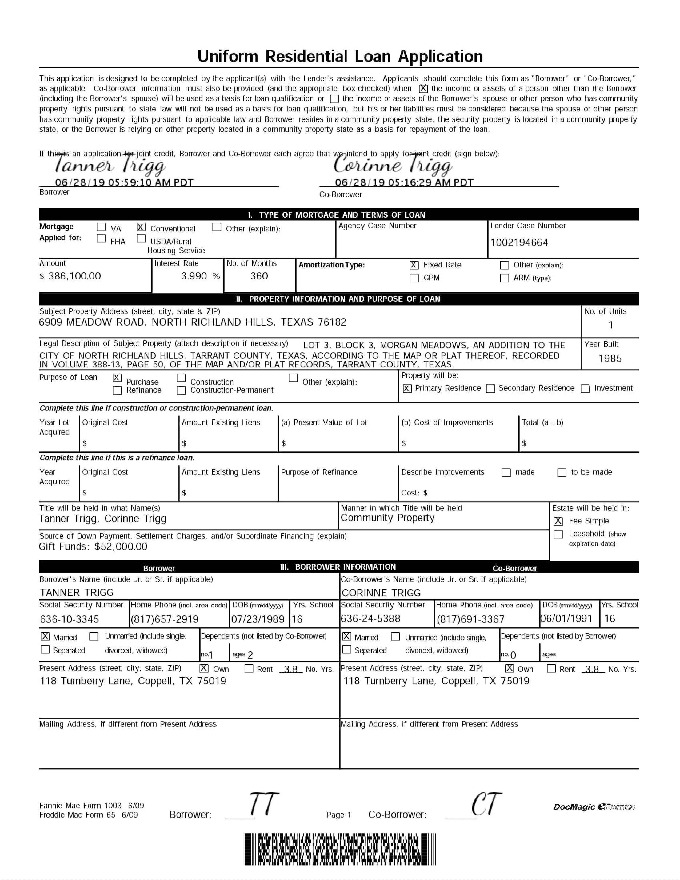 Uniform Residential Loan Application
This application is designed to be completed by the applicant(s) with the Lender's assistance. Applicants should complete this form as "Borrower" or "Co-Borrower,"
as applicable. Co-Borrower information must also be provided (and the appropriate box checked) when [X] the income or assets of a person other than the Borrower
(including the Borrower's spouse) will be used as a basis for loan qualification or [ ] the income or assets of the Borrower's spouse or other person who has community
property rights pursuant to state law will not be used as a basis for loan qualification, but his or her liabilities must be considered because the spouse or other person
has community property rights pursuant to applicable law and Borrower resides in a community property state, the security property is located in a community property
state, or the Borrower is relying on other property located in a community property state as a basis for repayment of the loan.
If this is an application for joint credit, Borrower and Co-Borrower each agree that we intend to apply for joint credit (sign below):
Tanner Trigg Corinne Trigg
06/28/19 05:59:10 AM PDT 06/28/19 05:16:29 AM PDT
Borrower Co-Borrower
I. TYPE OF MORTGAGE AND TERMS OF LOAN
Mortgage Applied for: [ ] VA [X] Conventional [ ] Other (explain): Agency Case Number Lender Case Number
[ ] FHA [ ] USDA/Rural Housing Service 1002194664
Amount Interest Rate No. of Months Amortization Type: [X] Fixed Rate [ ] Other (explain):
$ 386,100.00 3.990 % 360 [ ] GPM [ ] ARM (type):
II. PROPERTY INFORMATION AND PURPOSE OF LOAN
Subject Property Address (street, city, state & ZIP) No. of Units
6909 MEADOW ROAD, NORTH RICHLAND HILLS, TEXAS 76182 1
Legal Description of Subject Property (attach description if necessary) LOT 3, BLOCK 3, MORGAN MEADOWS, AN ADDITION TO THE Year Built
CITY OF NORTH RICHLAND HILLS, TARRANT COUNTY, TEXAS, ACCORDING TO THE MAP OR PLAT THEREOF, RECORDED 1985
IN VOLUME 388-13, PAGE 50, OF THE MAP AND/OR PLAT RECORDS, TARRANT COUNTY, TEXAS
Purpose of Loan [X] Purchase [ ] Construction [ ] Other (explain): Property will be:
[ ] Refinance [ ] Construction-Permanent [X] Primary Residence [ ] Secondary Residence [ ] Investment
Complete this line if construction or construction-permanent loan.
Year Lot Acquired Original Cost Amount Existing Liens (a) Present Value of Lot (b) Cost of Improvements Total (a b)
$ $ $ $ $
Complete this line if this is a refinance loan.
Year Acquired Original Cost Amount Existing Liens Purpose of Refinance Describe Improvements [ ] made [ ] to be made
$ $ Cost: $
Title will be held in what Name(s) Manner in which Title will be held Estate will be held in:
Tanner Trigg, Corinne Trigg Community Property [X] Fee Simple
Source of Down Payment, Settlement Charges, and/or Subordinate Financing (explain) [ ] Leasehold (show expiration date)
Gift Funds: $52,000.00
Borrower III. BORROWER INFORMATION Co-Borrower
Borrower's Name (include Jr. or Sr. if applicable) Co-Borrower's Name (include Jr. or Sr. if applicable)
TANNER TRIGG CORINNE TRIGG
Social Security Number Home Phone (incl. area code) DOB (mm/dd/yyyy) Yrs. School Social Security Number Home Phone (incl. area code) DOB (mm/dd/yyyy) Yrs. School
636-10-3345 (817)657-2919 07/23/1989 16 636-24-5388 (817)691-3367 06/01/1991 16
[X] Married [ ] Unmarried (include single, Dependents (not listed by Co-Borrower) [X] Married [ ] Unmarried (include single, Dependents (not listed by Borrower)
[ ] Separated divorced, widowed) no. 1 ages 2 [ ] Separated divorced, widowed) no. 0 ages
Present Address (street, city, state, ZIP) [X] Own [ ] Rent 3.8 No. Yrs. Present Address (street, city, state, ZIP) [X] Own [ ] Rent 3.8 No. Yrs.
118 Turnberry Lane, Coppell, TX 75019 118 Turnberry Lane, Coppell, TX 75019
Mailing Address, if different from Present Address Mailing Address, if different from Present Address
Fannie Mae Form 1003 6/09
Freddie Mac Form 65 6/09 Borrower: TT Page 1 Co-Borrower: CT DocMagic